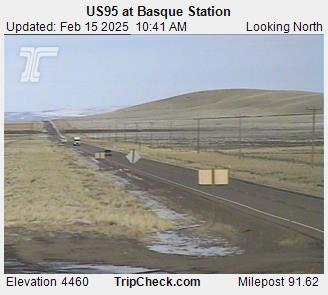 US95 at Basque Station
Updated: Feb 15 2025 10:41 AM Looking North
Elevation 4460 TripCheck.com Milepost 91.62